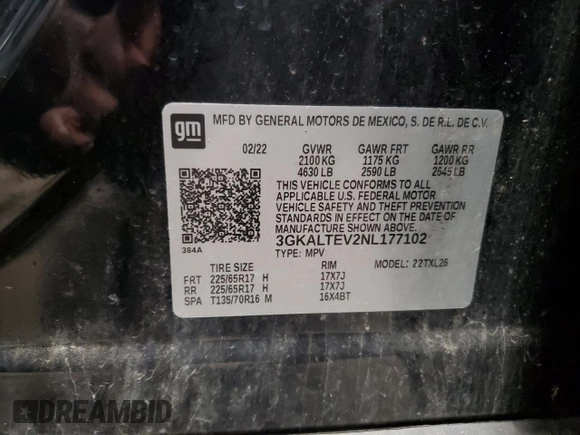 gm
MFD BY GENERAL MOTORS DE MEXICO, S. DE R.L. DE C.V.
02/22 GVWR GAWR FRT GAWR RR
2100 KG 1175 KG 1200 KG
4630 LB 2590 LB 2645 LB
THIS VEHICLE CONFORMS TO ALL
APPLICABLE U.S. FEDERAL MOTOR
VEHICLE SAFETY AND THEFT PREVENTION
STANDARDS IN EFFECT ON THE DATE OF
MANUFACTURE SHOWN ABOVE.
3GKALTEV2NL177102
384A
TYPE: MPV MODEL: 22TXL26
TIRE SIZE RIM
FRT 225/65R17 H 17X7J
RR 225/65R17 H 17X7J
SPA T135/70R16 M 16X4BT
DREAMBID